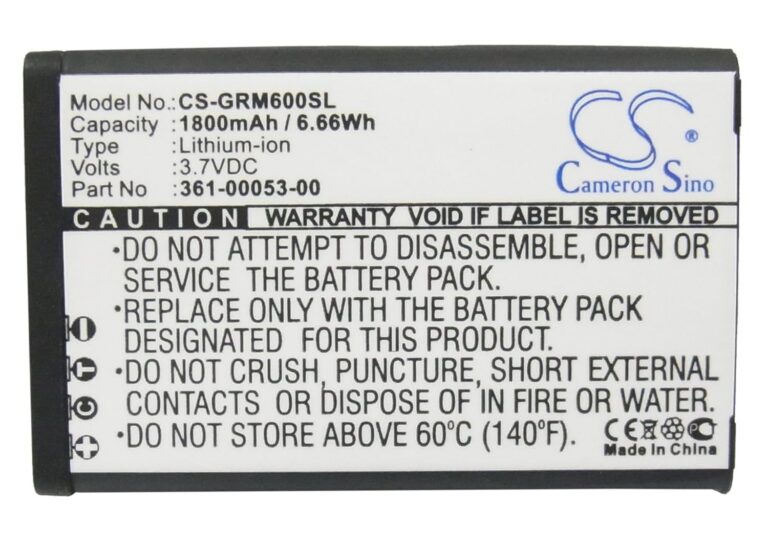 Model No.: CS-GRM600SL
Capacity : 1800mAh / 6.66Wh
Type : Lithium-ion
Volts : 3.7VDC
Part No : 361-00053-00
Cameron Sino
®
CAUTION WARRANTY VOID IF LABEL IS REMOVED
•DO NOT ATTEMPT TO DISASSEMBLE, OPEN OR
SERVICE THE BATTERY PACK.
•REPLACE ONLY WITH THE BATTERY PACK
DESIGNATED FOR THIS PRODUCT.
•DO NOT CRUSH, PUNCTURE, SHORT EXTERNAL
CONTACTS OR DISPOSE OF IN FIRE OR WATER.
•DO NOT STORE ABOVE 60°C (140°F).
CE
Made In China
D
T
C
+